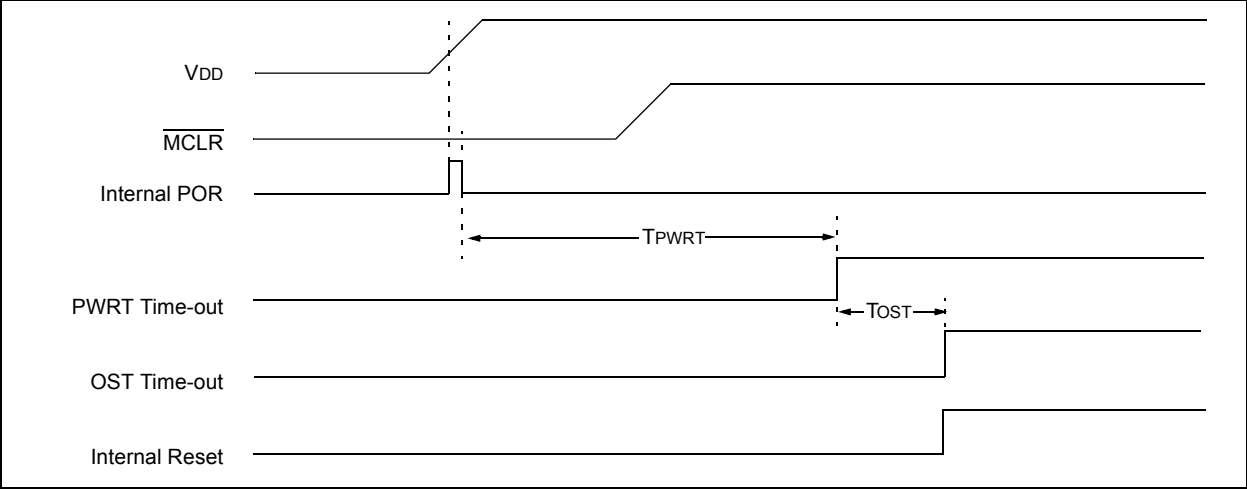 VDD
MCLR
Internal POR
TPWRT
PWRT Time-out
TOST
OST Time-out
Internal Reset